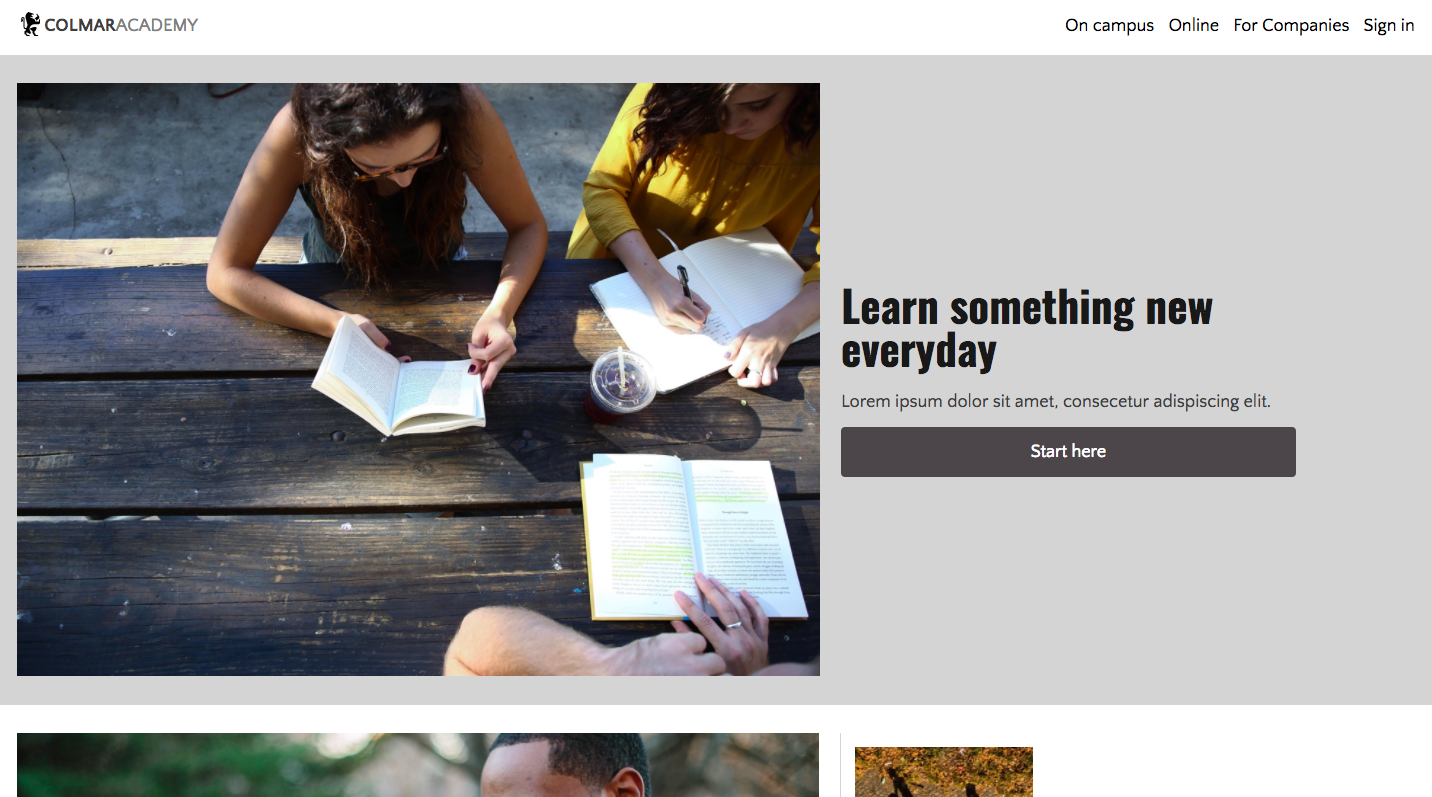 COLMARACADEMY
On campus Online For Companies Sign in
Learn something new
everyday
Lorem ipsum dolor sit amet, consecetur adispiscing elit.
Start here